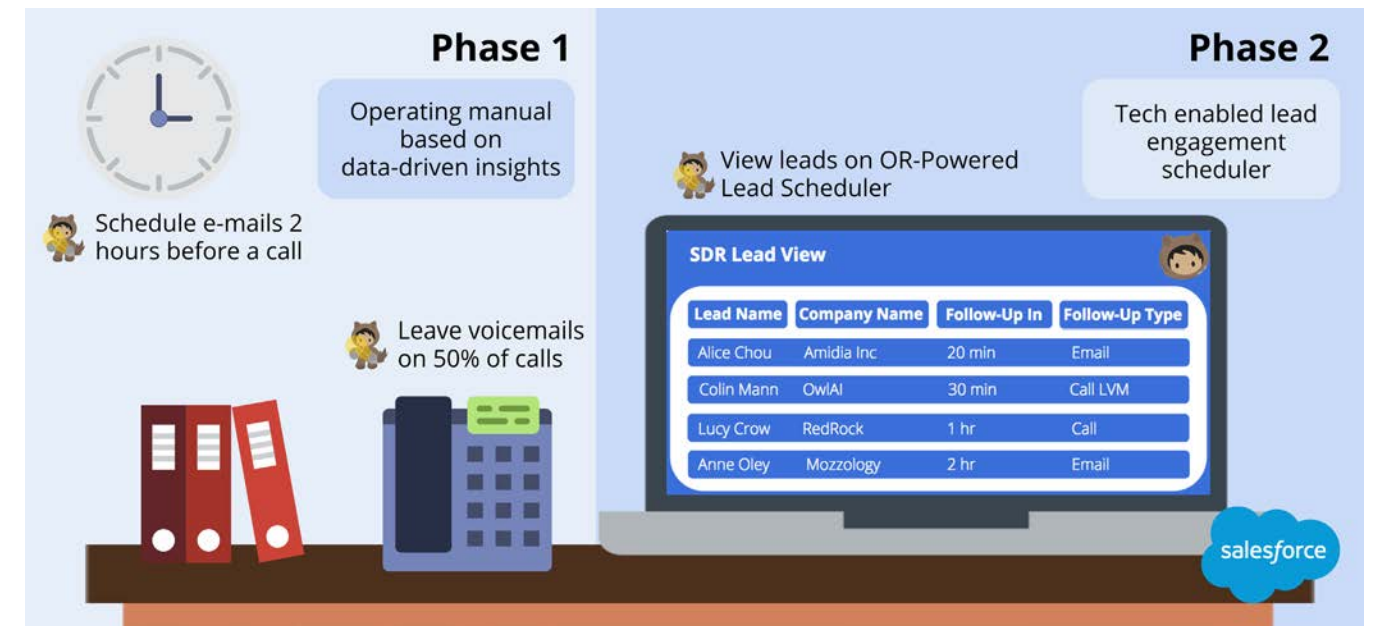 Phase 1
Operating manual
based on
data-driven insights
Schedule e-mails 2
hours before a call
Leave voicemails
on 50% of calls
Phase 2
Tech enabled lead
engagement
scheduler
View leads on OR-Powered
Lead Scheduler
SDR Lead View
Lead Name Company Name Follow-Up In Follow-Up Type
Alice Chou Amidia Inc 20 min Email
Colin Mann OwlAI 30 min Call LVM
Lucy Crow RedRock 1 hr Call
Anne Oley Mozzology 2 hr Email
salesforce